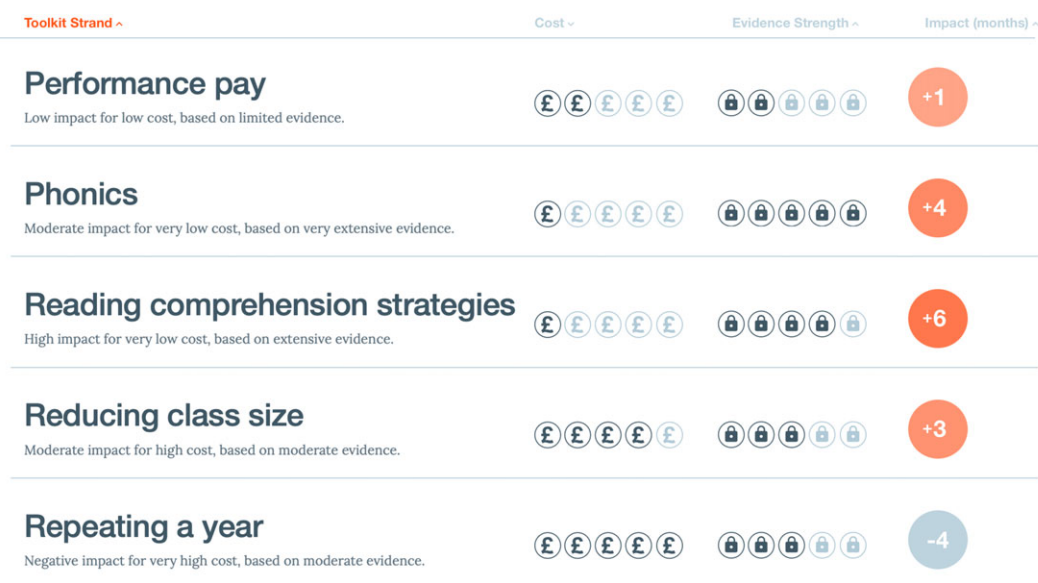 Toolkit Strand
Cost
Evidence Strength
Impact (months)
Performance pay
Low impact for low cost, based on limited evidence.
£ £ £ £ £
+1
Phonics
Moderate impact for very low cost, based on very extensive evidence.
£ £ £ £ £
+4
Reading comprehension strategies
High impact for very low cost, based on extensive evidence.
£ £ £ £ £
+6
Reducing class size
Moderate impact for high cost, based on moderate evidence.
£ £ £ £ £
+3
Repeating a year
Negative impact for very high cost, based on moderate evidence.
£ £ £ £ £
-4